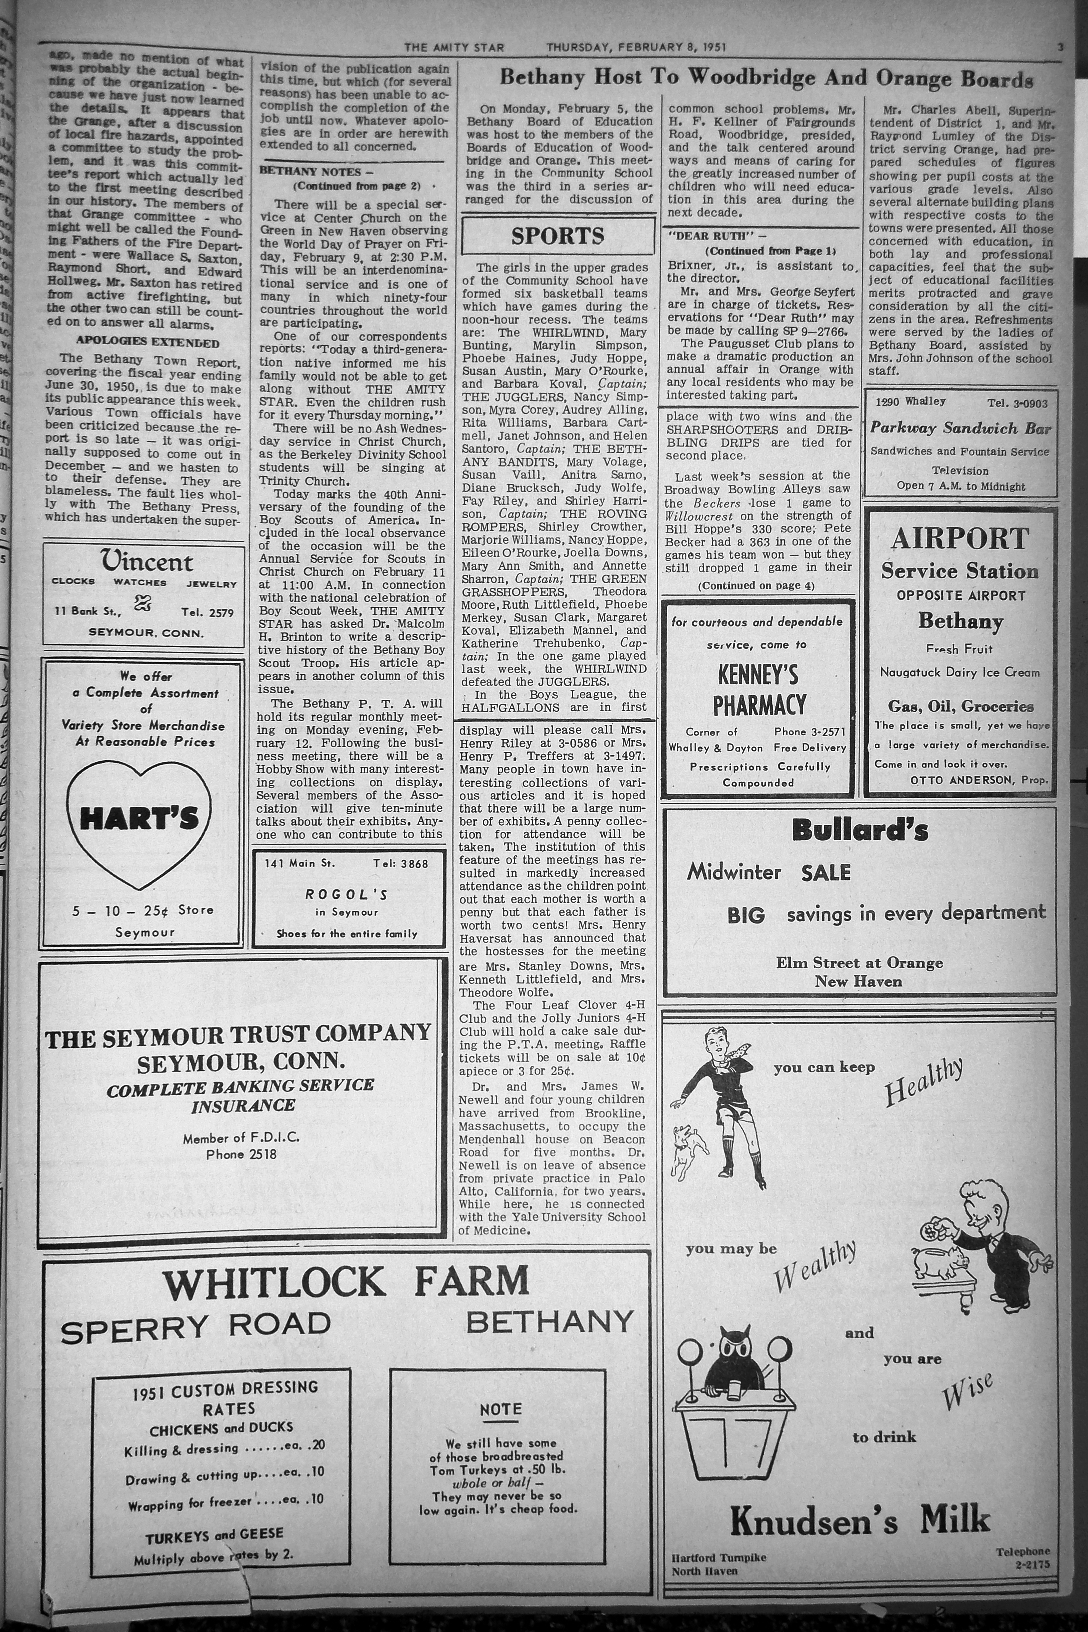 THE AMITY STAR THURSDAY, FEBRUARY 8, 1951 3
ago, made no mention of what
was probably the actual begin-
ning of the organization - be-
cause we have just now learned
the details. It appears that
the Grange, after a discussion
of local fire hazards, appointed
a committee to study the prob-
lem, and it was this commit-
tee's report which actually led
to the first meeting described
in our history. The members of
that Grange committee - who
might well be called the Found-
ing Fathers of the Fire Depart-
ment - were Wallace S. Saxton,
Raymond Short, and Edward
Hollweg. Mr. Saxton has retired
from active firefighting, but
the other two can still be count-
ed on to answer all alarms.
APOLOGIES EXTENDED
The Bethany Town Report,
covering the fiscal year ending
June 30, 1950, is due to make
its public appearance this week.
Various Town officials have
been criticized because the re-
port is so late — it was origi-
nally supposed to come out in
December — and we hasten to
to their defense. They are
blameless. The fault lies whol-
ly with The Bethany Press,
which has undertaken the super-
vision of the publication again
this time, but which (for several
reasons) has been unable to ac-
complish the completion of the
job until now. Whatever apolo-
gies are in order are herewith
extended to all concerned.
BETHANY NOTES —
(Continued from page 2)
There will be a special ser-
vice at Center Church on the
Green in New Haven observing
the World Day of Prayer on Fri-
day, February 9, at 2:30 P.M.
This will be an interdenomina-
tional service and is one of
many in which ninety-four
countries throughout the world
are participating.
One of our correspondents
reports: "Today a third-genera-
tion native informed me his
family would not be able to get
along without THE AMITY
STAR. Even the children rush
for it every Thursday morning."
There will be no Ash Wednes-
day service in Christ Church,
as the Berkeley Divinity School
students will be singing at
Trinity Church.
Today marks the 40th Anni-
versary of the founding of the
Boy Scouts of America. In-
cluded in the local observance
of the occasion will be the
Annual Service for Scouts in
Christ Church on February 11
at 11:00 A.M. In connection
with the national celebration of
Boy Scout Week, THE AMITY
STAR has asked Dr. Malcolm
H. Brinton to write a descrip-
tive history of the Bethany Boy
Scout Troop. His article ap-
pears in another column of this
issue.
The Bethany P. T. A. will
hold its regular monthly meet-
ing on Monday evening, Feb-
ruary 12. Following the busi-
ness meeting, there will be a
Hobby Show with many interest-
ing collections on display.
Several members of the Asso-
ciation will give ten-minute
talks about their exhibits. Any-
one who can contribute to this
display will please call Mrs.
Henry Riley at 3-0586 or Mrs.
Henry P. Treffers at 3-1497.
Many people in town have in-
teresting collections of vari-
ous articles and it is hoped
that there will be a large num-
ber of exhibits. A penny collec-
tion for attendance will be
taken. The institution of this
feature of the meetings has re-
sulted in markedly increased
attendance as the children point
out that each mother is worth a
penny but that each father is
worth two cents! Mrs. Henry
Haversat has announced that
the hostesses for the meeting
are Mrs. Stanley Downs, Mrs.
Kenneth Littlefield, and Mrs.
Theodore Wolfe.
The Four Leaf Clover 4-H
Club and the Jolly Juniors 4-H
Club will hold a cake sale dur-
ing the P.T.A. meeting. Raffle
tickets will be on sale at 10¢
apiece or 3 for 25¢.
Dr. and Mrs. James W.
Newell and four young children
have arrived from Brookline,
Massachusetts, to occupy the
Mendenhall house on Beacon
Road for five months. Dr.
Newell is on leave of absence
from private practice in Palo
Alto, California, for two years.
While here, he is connected
with the Yale University School
of Medicine.
Bethany Host To Woodbridge And Orange Boards
On Monday, February 5, the
Bethany Board of Education
was host to the members of the
Boards of Education of Wood-
bridge and Orange. This meet-
ing in the Community School
was the third in a series ar-
ranged for the discussion of
common school problems. Mr.
H. F. Kellner of Fairgrounds
Road, Woodbridge, presided,
and the talk centered around
ways and means of caring for
the greatly increased number of
children who will need educa-
tion in this area during the
next decade.
Mr. Charles Abell, Superin-
tendent of District 1, and Mr.
Raymond Lumley of the Dis-
trict serving Orange, had pre-
pared schedules of figures
showing per pupil costs at the
various grade levels. Also
several alternate building plans
with respective costs to the
towns were presented. All those
concerned with education, in
both lay and professional
capacities, feel that the sub-
ject of educational facilities
merits protracted and grave
consideration by all the citi-
zens in the area. Refreshments
were served by the ladies of
Bethany Board, assisted by
Mrs. John Johnson of the school
staff.
SPORTS
The girls in the upper grades
of the Community School have
formed six basketball teams
which have games during the
noon-hour recess. The teams
are: The WHIRLWIND, Mary
Bunting, Marylin Simpson,
Phoebe Haines, Judy Hoppe,
Susan Austin, Mary O'Rourke,
and Barbara Koval, Captain;
THE JUGGLERS, Nancy Simp-
son, Myra Corey, Audrey Alling,
Rita Williams, Barbara Cart-
mell, Janet Johnson, and Helen
Santoro, Captain; THE BETH-
ANY BANDITS, Mary Volage,
Susan Vaill, Anitra Sarno,
Diane Brucksch, Judy Wolfe,
Fay Riley, and Shirley Harri-
son, Captain; THE ROVING
ROMPERS, Shirley Crowther,
Marjorie Williams, Nancy Hoppe,
Eileen O'Rourke, Joella Downs,
Mary Ann Smith, and Annette
Sharron, Captain; THE GREEN
GRASSHOPPERS, Theodora
Moore, Ruth Littlefield, Phoebe
Merkey, Susan Clark, Margaret
Koval, Elizabeth Mannel, and
Katherine Trehubenko, Cap-
tain; In the one game played
last week, the WHIRLWIND
defeated the JUGGLERS.
In the Boys League, the
HALFGALLONS are in first
place with two wins and the
SHARPSHOOTERS and DRIB-
BLING DRIPS are tied for
second place.
Last week's session at the
Broadway Bowling Alleys saw
the Beckers lose 1 game to
Willowcrest on the strength of
Bill Hoppe's 330 score; Pete
Becker had a 363 in one of the
games his team won — but they
still dropped 1 game in their
(Continued on page 4)
"DEAR RUTH" —
(Continued from Page 1)
Brixner, Jr., is assistant to
the director.
Mr. and Mrs. George Seyfert
are in charge of tickets. Res-
ervations for "Dear Ruth" may
be made by calling SP 9—2766.
The Paugusset Club plans to
make a dramatic production an
annual affair in Orange with
any local residents who may be
interested taking part.
1290 Whalley Tel. 3-0903
Parkway Sandwich Bar
Sandwiches and Fountain Service
Television
Open 7 A.M. to Midnight
AIRPORT
Service Station
OPPOSITE AIRPORT
Bethany
Fresh Fruit
Naugatuck Dairy Ice Cream
Gas, Oil, Groceries
The place is small, yet we have
a large variety of merchandise.
Come in and look it over.
OTTO ANDERSON, Prop.
for courteous and dependable
service, come to
KENNEY'S
PHARMACY
Corner of Phone 3-2571
Whalley & Dayton Free Delivery
Prescriptions Carefully
Compounded
Vincent
CLOCKS WATCHES JEWELRY
11 Bank St., Tel. 2579
SEYMOUR, CONN.
We offer
a Complete Assortment
of
Variety Store Merchandise
At Reasonable Prices
HART'S
5 — 10 — 25¢ Store
Seymour
141 Main St. Tel: 3868
ROGOL'S
in Seymour
Shoes for the entire family
Bullard's
Midwinter SALE
BIG savings in every department
Elm Street at Orange
New Haven
THE SEYMOUR TRUST COMPANY
SEYMOUR, CONN.
COMPLETE BANKING SERVICE
INSURANCE
Member of F.D.I.C.
Phone 2518
you can keep Healthy
you may be Wealthy
and
you are
Wise
to drink
Knudsen's Milk
Hartford Turnpike
North Haven
Telephone
2-2175
WHITLOCK FARM
SPERRY ROAD BETHANY
1951 CUSTOM DRESSING
RATES
CHICKENS and DUCKS
Killing & dressing ......ea. .20
Drawing & cutting up....ea. .10
Wrapping for freezer ....ea. .10
TURKEYS and GEESE
Multiply above rates by 2.
NOTE
We still have some
of those broadbreasted
Tom Turkeys at .50 lb.
whole or half —
They may never be so
low again. It's cheap food.